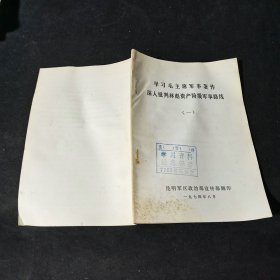 学习毛主席军事著作
深入批判林彪资产阶级军事路线
（一）
学习资料
昆明军区政治部宣传部翻印
一九七四年八月